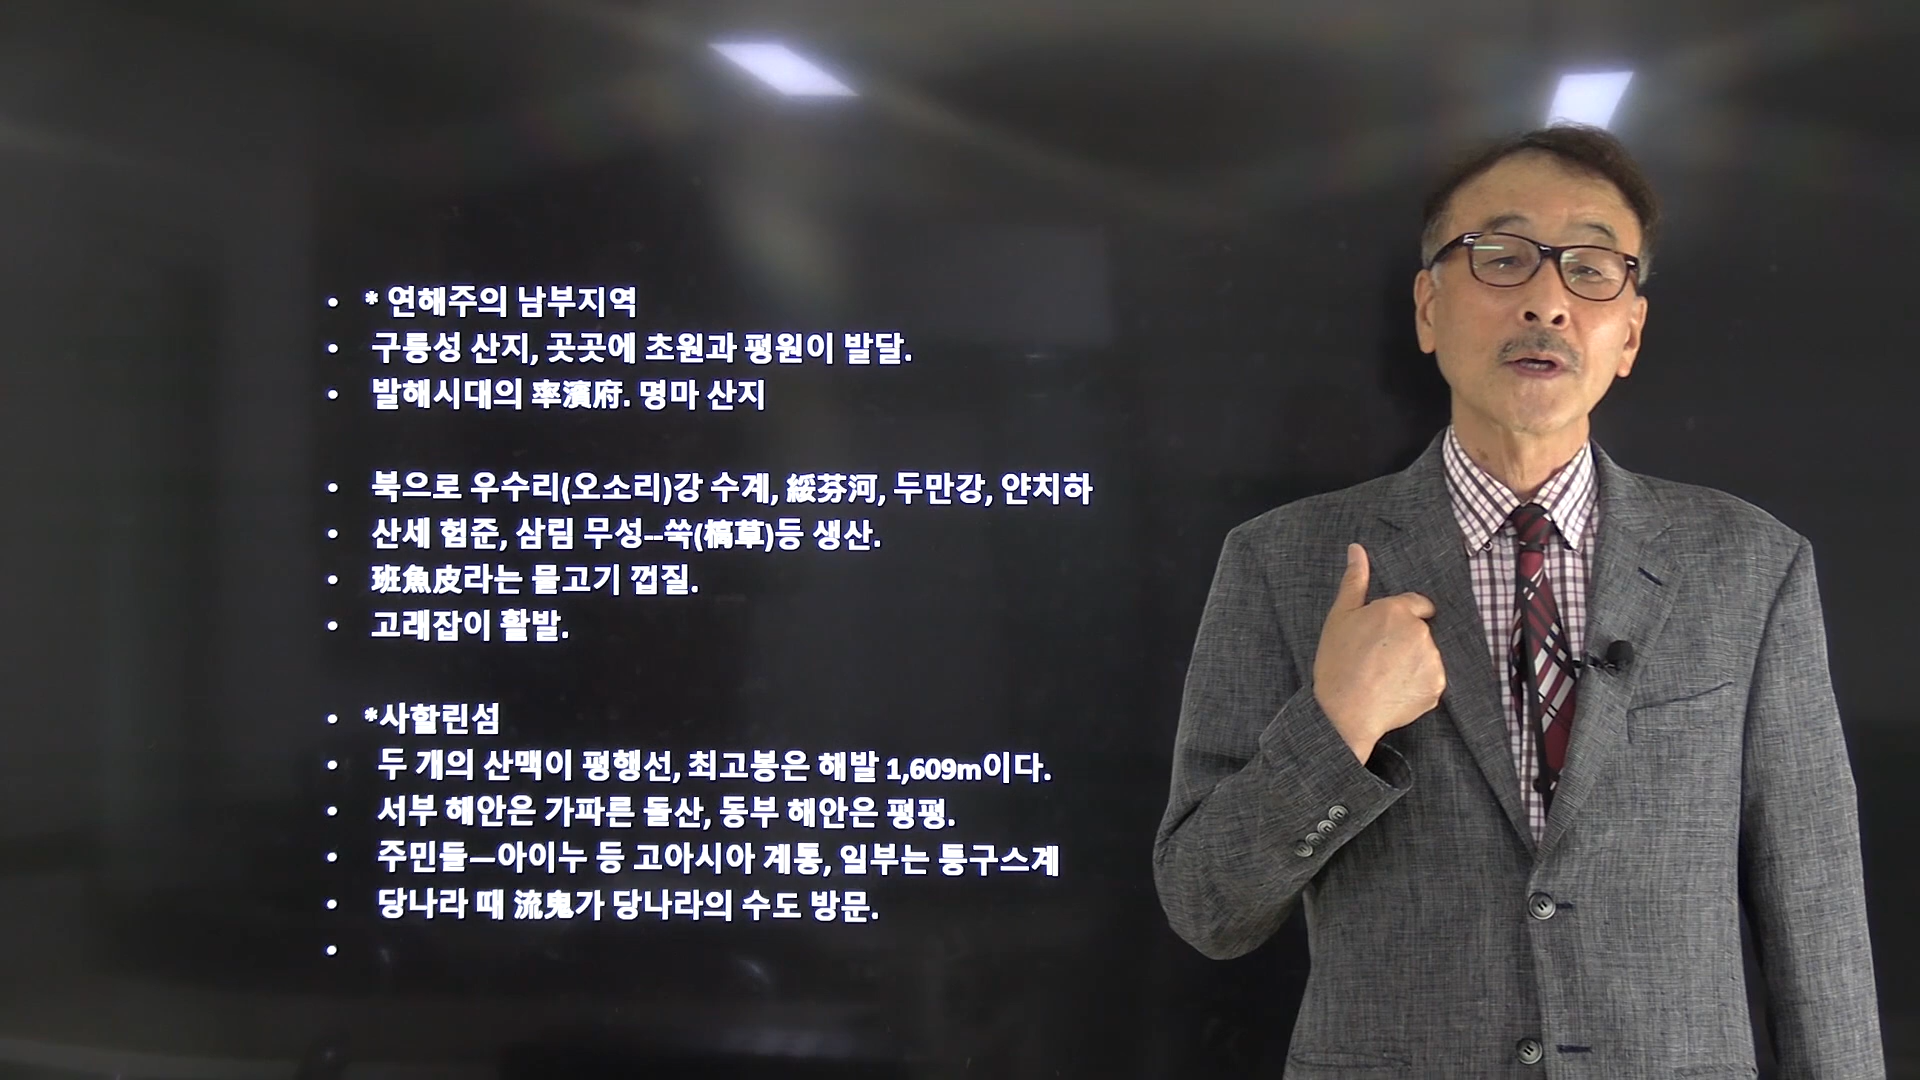 • * 연해주의 남부지역
• 구릉성 산지, 곳곳에 초원과 평원이 발달.
• 발해시대의 率濱府. 명마 산지
• 북으로 우수리(오소리)강 수계, 綏芬河, 두만강, 얀치하
• 산세 험준, 삼림 무성--쑥(槁草)등 생산.
• 班魚皮라는 물고기 껍질.
• 고래잡이 활발.
• *사할린섬
• 두 개의 산맥이 평행선, 최고봉은 해발 1,609m이다.
• 서부 해안은 가파른 돌산, 동부 해안은 평평.
• 주민들—아이누 등 고아시아 계통, 일부는 퉁구스계
• 당나라 때 流鬼가 당나라의 수도 방문.
•